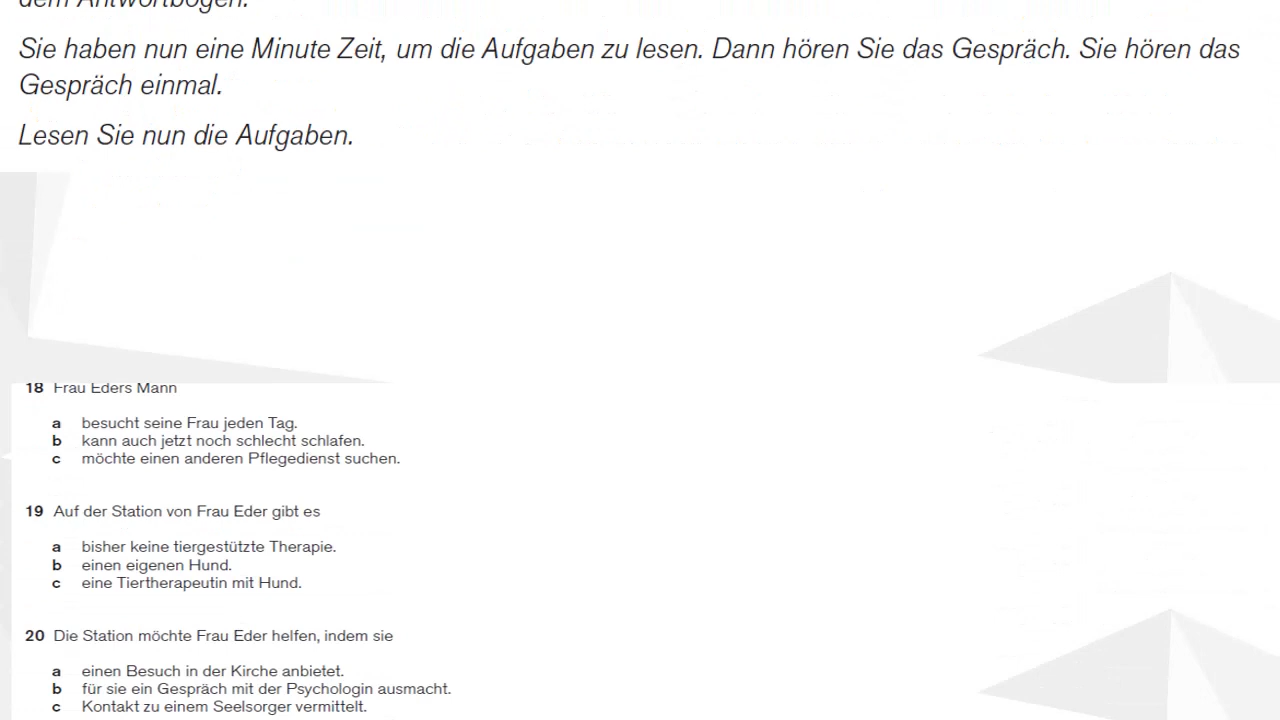 dem Antwortbogen.
Sie haben nun eine Minute Zeit, um die Aufgaben zu lesen. Dann hören Sie das Gespräch. Sie hören das
Gespräch einmal.
Lesen Sie nun die Aufgaben.
18 Frau Eders Mann
a besucht seine Frau jeden Tag.
b kann auch jetzt noch schlecht schlafen.
c möchte einen anderen Pflegedienst suchen.
19 Auf der Station von Frau Eder gibt es
a bisher keine tiergestützte Therapie.
b einen eigenen Hund.
c eine Tiertherapeutin mit Hund.
20 Die Station möchte Frau Eder helfen, indem sie
a einen Besuch in der Kirche anbietet.
b für sie ein Gespräch mit der Psychologin ausmacht.
c Kontakt zu einem Seelsorger vermittelt.